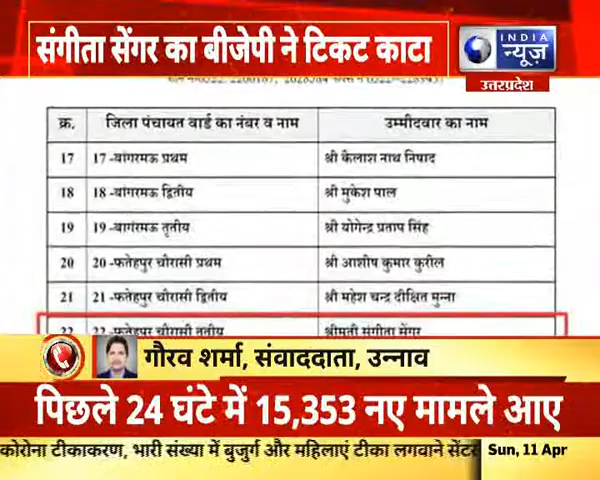 संगीता सेंगर का बीजेपी ने टिकट काटा
INDIA
न्यूज़
उत्तरप्रदेश
क्र. जिला पंचायत वार्ड का नंबर व नाम उम्मीदवार का नाम
17 17 -बांगरमऊ प्रथम श्री कैलाश नाथ निषाद
18 18 -बांगरमऊ द्वितीय श्री मुकेश पाल
19 19 -बांगरमऊ तृतीय श्री योगेन्द्र प्रताप सिंह
20 20 -फतेहपुर चौरासी प्रथम श्री आशीष कुमार कुरील
21 21 -फतेहपुर चौरासी द्वितीय श्री महेश चन्द्र दीक्षित मुन्ना
22 22 -फतेहपुर चौरासी तृतीय श्रीमती संगीता सेंगर
गौरव शर्मा, संवाददाता, उन्नाव
पिछले 24 घंटे में 15,353 नए मामले आए
कोरोना टीकाकरण, भारी संख्या में बुजुर्ग और महिलाएं टीका लगवाने सेंटर
Sun, 11 Apr